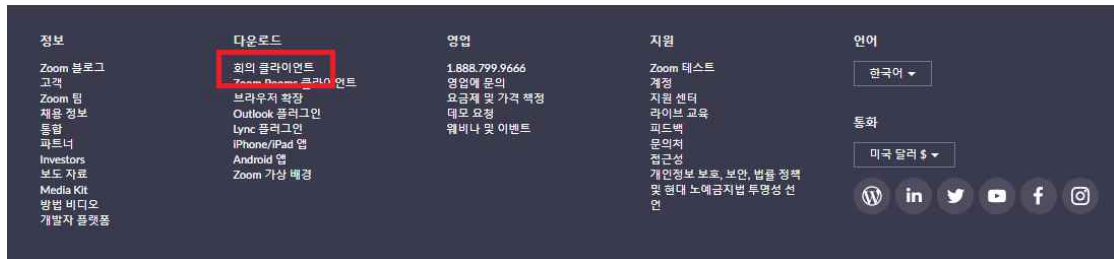 정보
Zoom 블로그
고객
Zoom 팀
채용 정보
통합
파트너
Investors
보도 자료
Media Kit
방법 비디오
개발자 플랫폼
다운로드
회의 클라이언트
Zoom Rooms 클라이언트
브라우저 확장
Outlook 플러그인
Lync 플러그인
iPhone/iPad 앱
Android 앱
Zoom 가상 배경
영업
1.888.799.9666
영업에 문의
요금제 및 가격 책정
데모 요청
웨비나 및 이벤트
지원
Zoom 테스트
계정
지원 센터
라이브 교육
피드백
문의처
접근성
개인정보 보호, 보안, 법률 정책
및 현대 노예금지법 투명성 선
언
언어
한국어
통화
미국 달러 $